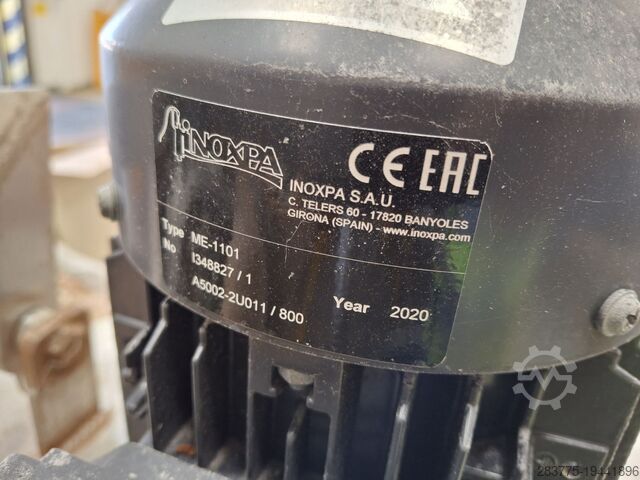 iNOXPA
CE EAC
INOXPA S.A.U.
C. TELERS 60 - 17820 BANYOLES
GIRONA (SPAIN) - www.inoxpa.com
Type ME-1101
No I348827 / 1
A5002-2U011 / 800
Year 2020
283775-19441896